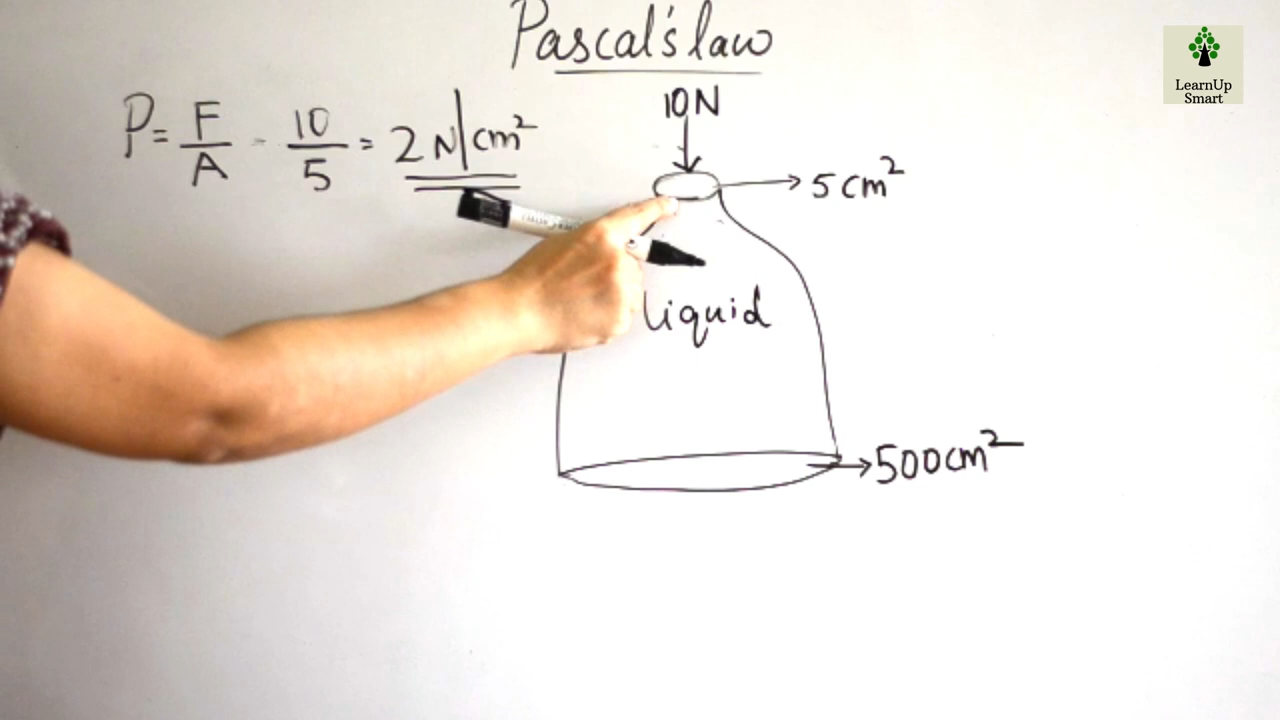 Pascal's law
P = F/A - 10/5 = 2 N/cm²
10N
5 cm²
liquid
500cm²
LearnUp
Smart